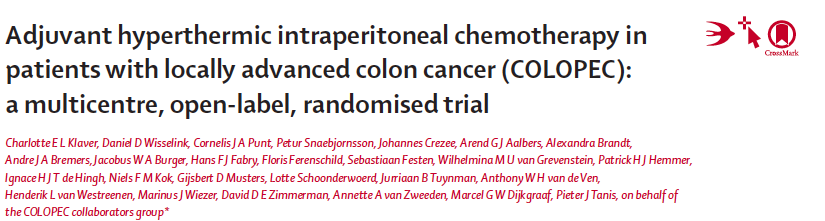 Adjuvant hyperthermic intraperitoneal chemotherapy in
patients with locally advanced colon cancer (COLOPEC):
a multicentre, open-label, randomised trial
CrossMark
Charlotte E L Klaver, Daniel D Wisselink, Cornelis J A Punt, Petur Snaebjornsson, Johannes Crezee, Arend G J Aalbers, Alexandra Brandt,
Andre J A Bremers, Jacobus W A Burger, Hans F J Fabry, Floris Ferenschild, Sebastiaan Festen, Wilhelmina M U van Grevenstein, Patrick H J Hemmer,
Ignace H J T de Hingh, Niels F M Kok, Gijsbert D Musters, Lotte Schoonderwoerd, Jurriaan B Tuynman, Anthony W H van de Ven,
Henderik L van Westreenen, Marinus J Wiezer, David D E Zimmerman, Annette A van Zweeden, Marcel G W Dijkgraaf, Pieter J Tanis, on behalf of
the COLOPEC collaborators group*